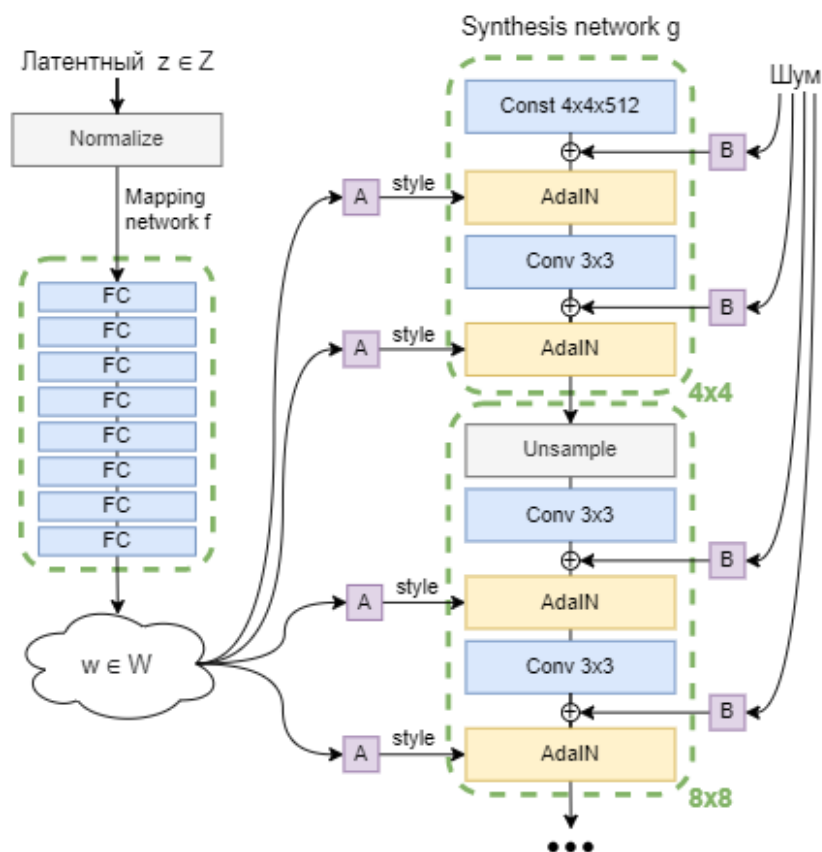 Synthesis network g
Латентный z ∈ Z
Шум
Normalize
Mapping
network f
FC
FC
FC
FC
FC
FC
FC
FC
w ∈ W
Const 4x4x512
B
A
style
AdaIN
Conv 3x3
B
A
style
AdaIN
4x4
Unsample
Conv 3x3
B
A
style
AdaIN
Conv 3x3
B
A
style
AdaIN
8x8